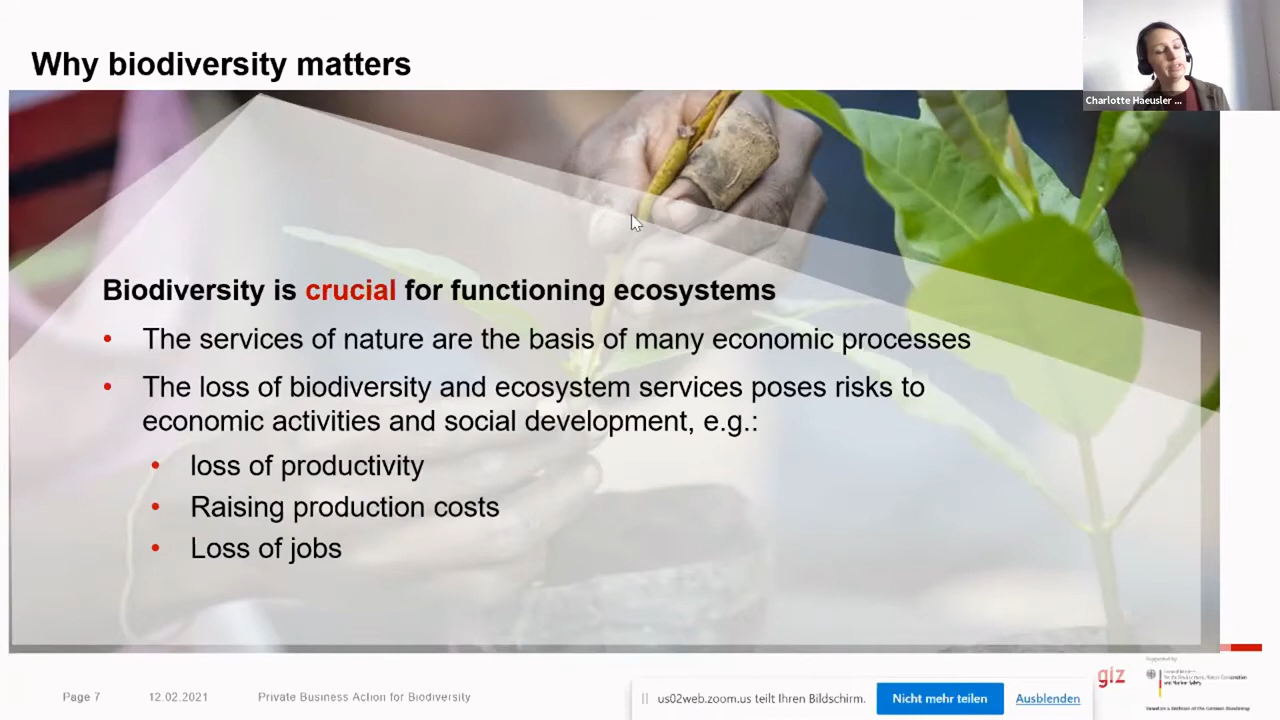 Why biodiversity matters
Charlotte Haeusler ...
Biodiversity is crucial for functioning ecosystems
• The services of nature are the basis of many economic processes
• The loss of biodiversity and ecosystem services poses risks to
economic activities and social development, e.g.:
• loss of productivity
• Raising production costs
• Loss of jobs
Page 7
12.02.2021
Private Business Action for Biodiversity
us02web.zoom.us teilt Ihren Bildschirm.
Nicht mehr teilen
Ausblenden
giz
Supported by: